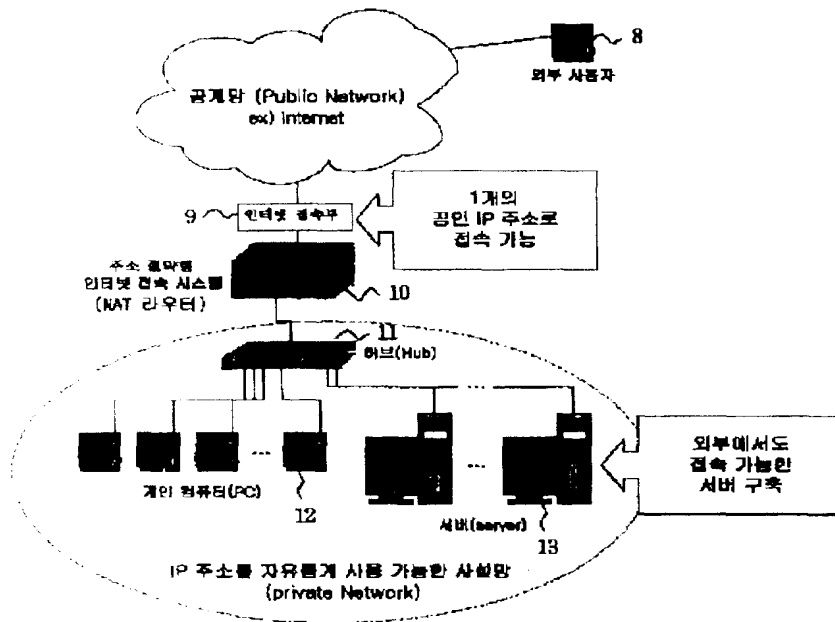 8
외부 사용자
공개망 (Public Network)
ex) Internet
9
인터넷 접속부
1개의
공인 IP 주소로
접속 가능
주소 절약형
인터넷 접속 시스템
(NAT 라우터)
10
11
허브(Hub)
...
...
...
개인 컴퓨터(PC)
12
서버(server)
13
외부에서도
접속 가능한
서버 구축
IP 주소를 자유롭게 사용 가능한 사설망
(private Network)